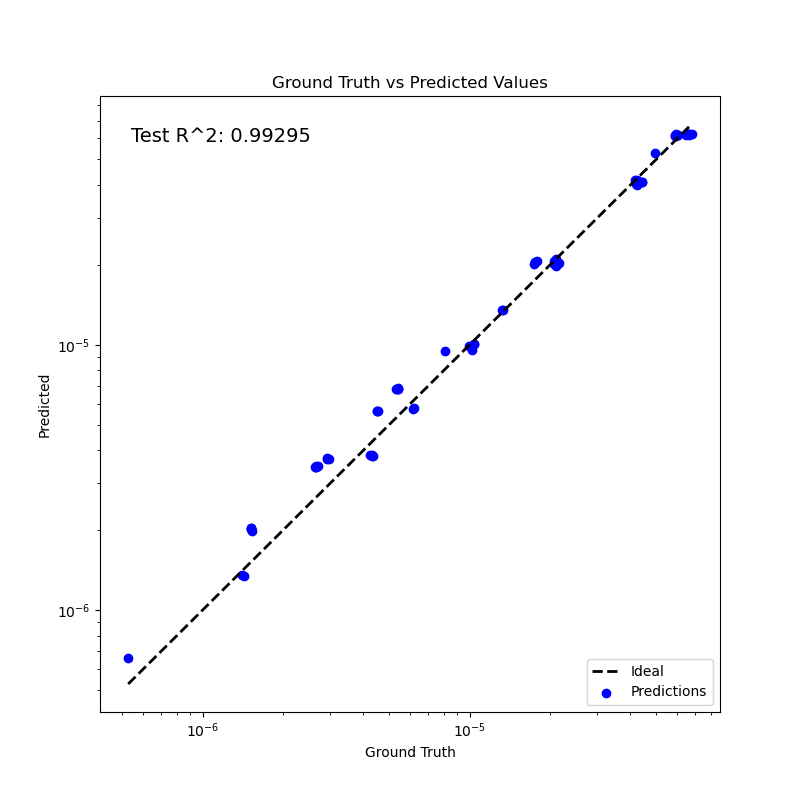 Ground Truth vs Predicted Values
Test R^2: 0.99295
10⁻⁵
10⁻⁶
Predicted
10⁻⁶
10⁻⁵
Ground Truth
Ideal
Predictions